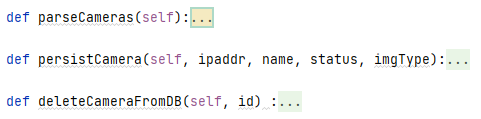 def parseCameras(self):...
def persistCamera(self, ipaddr, name, status, imgType):...
def deleteCameraFromDB(self, id) :...